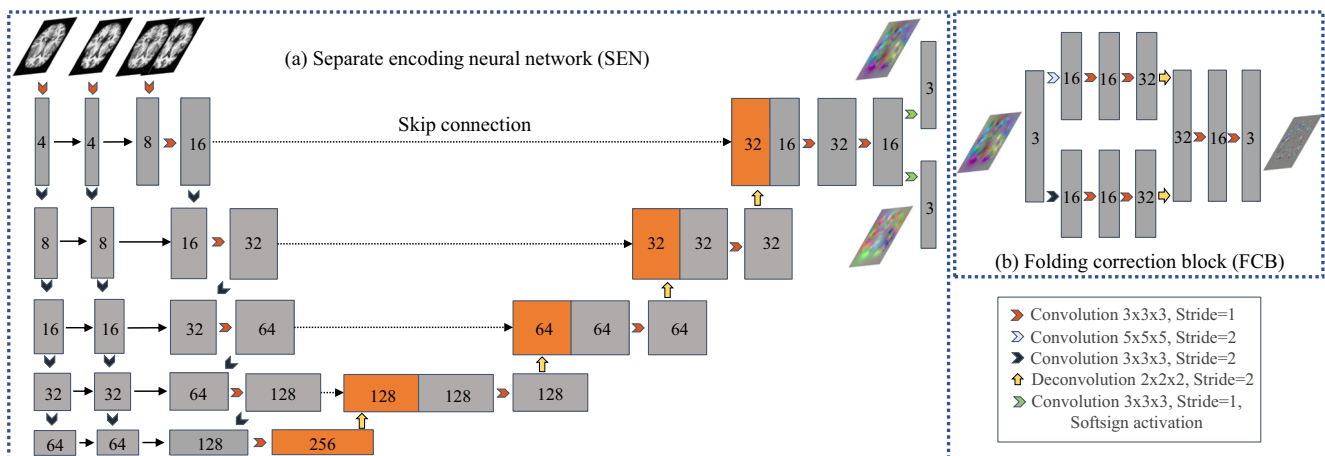 (a) Separate encoding neural network (SEN)
4 4 8 16 Skip connection 32 16 32 16 3
3
8 8 16 32 32 32 32
16 16 32 64 64 64 64
32 32 64 128 128 128 128
64 64 128 256
3 16 16 32 32 16 3
16 16 32
(b) Folding correction block (FCB)
Convolution 3x3x3, Stride=1
Convolution 5x5x5, Stride=2
Convolution 3x3x3, Stride=2
Deconvolution 2x2x2, Stride=2
Convolution 3x3x3, Stride=1,
Softsign activation